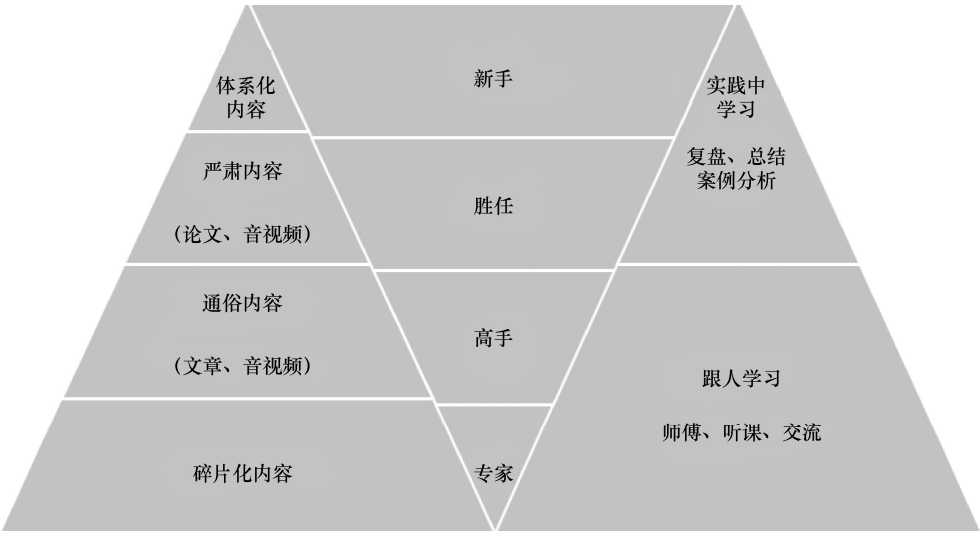 体系化
内容
严肃内容
（论文、音视频）
通俗内容
（文章、音视频）
碎片化内容
新手
胜任
高手
专家
实践中
学习
复盘、总结
案例分析
跟人学习
师傅、听课、交流